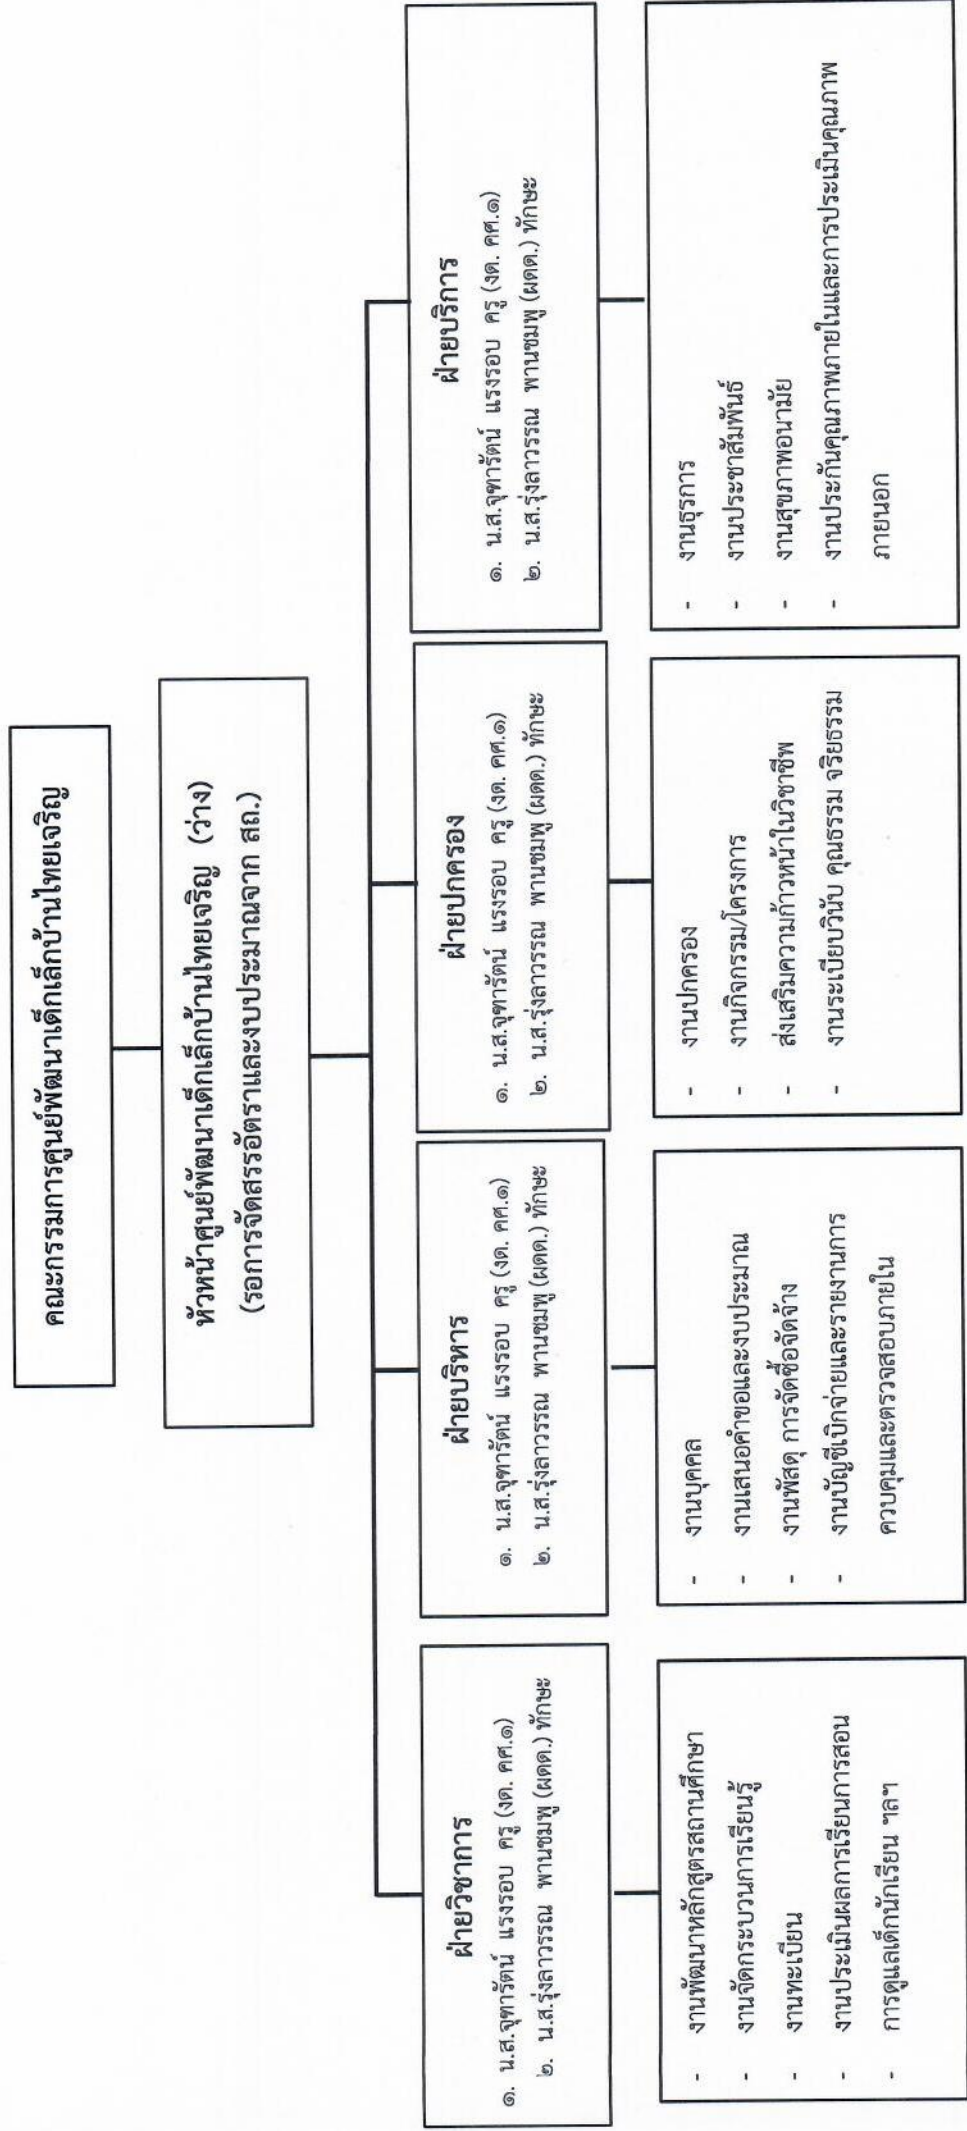 คณะกรรมการศูนย์พัฒนาเด็กเล็กบ้านไทยเจริญ
หัวหน้าศูนย์พัฒนาเด็กเล็กบ้านไทยเจริญ (ว่าง)
(รอการจัดสรรอัตราและงบประมาณจาก สถ.)
ฝ่ายวิชาการ
๑. น.ส.จุฑารัตน์ แรงรอบ ครู (งด. คศ.๑)
๒. น.ส.รุ่งลาวรรณ พานชมพู (ผดด.) ทักษะ
- งานพัฒนาหลักสูตรสถานศึกษา
- งานจัดกระบวนการเรียนรู้
- งานทะเบียน
- งานประเมินผลการเรียนการสอน
- การดูแลเด็กนักเรียน ฯลฯ
ฝ่ายบริหาร
๑. น.ส.จุฑารัตน์ แรงรอบ ครู (งด. คศ.๑)
๒. น.ส.รุ่งลาวรรณ พานชมพู (ผดด.) ทักษะ
- งานบุคคล
- งานเสนอคำขอและงบประมาณ
- งานพัสดุ การจัดซื้อจัดจ้าง
- งานบัญชีเบิกจ่ายและรายงานการ
ควบคุมและตรวจสอบภายใน
ฝ่ายปกครอง
๑. น.ส.จุฑารัตน์ แรงรอบ ครู (งด. คศ.๑)
๒. น.ส.รุ่งลาวรรณ พานชมพู (ผดด.) ทักษะ
- งานปกครอง
- งานกิจกรรม/โครงการ
- ส่งเสริมความก้าวหน้าในวิชาชีพ
- งานระเบียบวินับ คุณธรรม จริยธรรม
ฝ่ายบริการ
๑. น.ส.จุฑารัตน์ แรงรอบ ครู (งด. คศ.๑)
๒. น.ส.รุ่งลาวรรณ พานชมพู (ผดด.) ทักษะ
- งานธุรการ
- งานประชาสัมพันธ์
- งานสุขภาพอนามัย
- งานประกันคุณภาพภายในและการประเมินคุณภาพ
ภายนอก